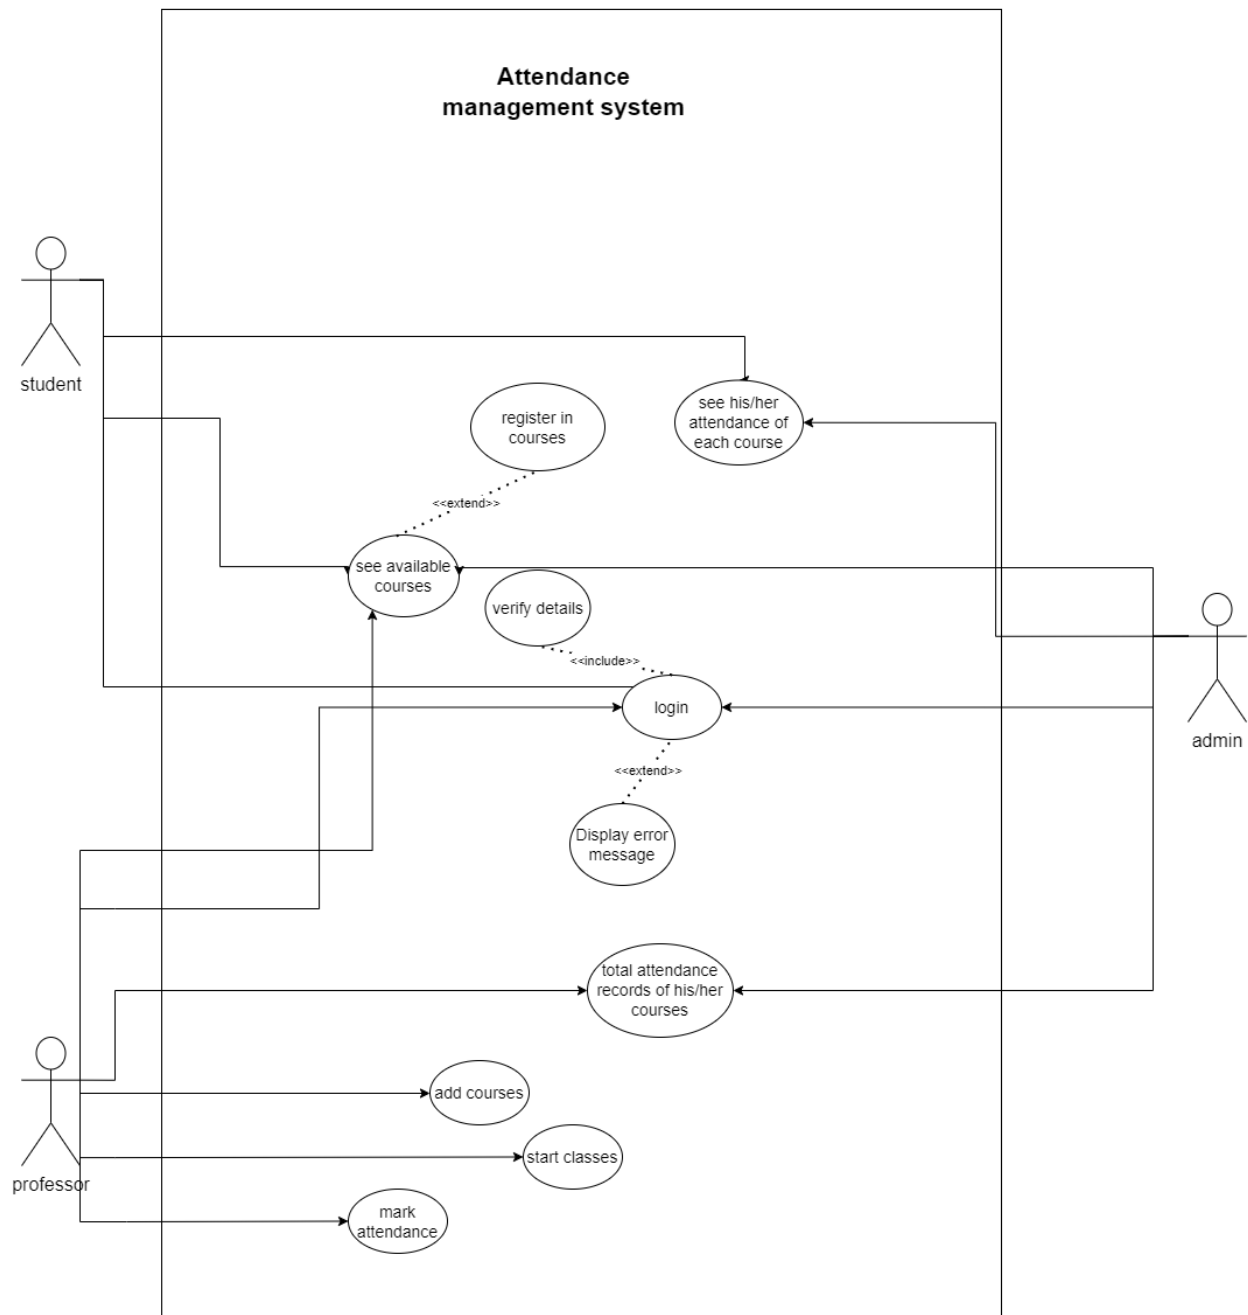 Attendance
management system
student
register in
courses
see his/her
attendance of
each course
<<extend>>
see available
courses
verify details
<<include>>
login
admin
<<extend>>
Display error
message
total attendance
records of his/her
courses
add courses
start classes
professor
mark
attendance